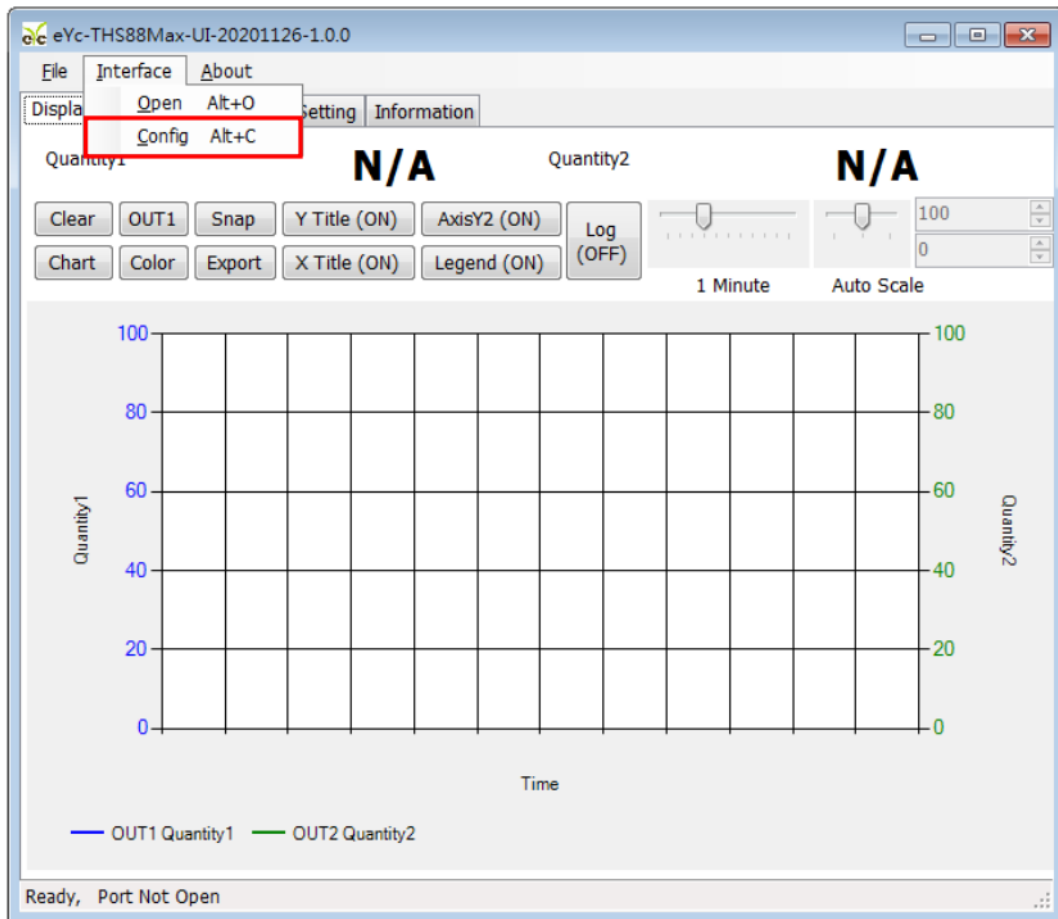 eYc-THS88Max-UI-20201126-1.0.0
File Interface About
Open Alt+O
Config Alt+C
Displa Setting Information
Quantity1 N/A Quantity2 N/A
Clear OUT1 Snap Y Title (ON) AxisY2 (ON) Log (OFF) 100
Chart Color Export X Title (ON) Legend (ON) 0
1 Minute Auto Scale
100 100
80 80
60 60
Quantity1 Quantity2
40 40
20 20
0 0
Time
OUT1 Quantity1 OUT2 Quantity2
Ready, Port Not Open